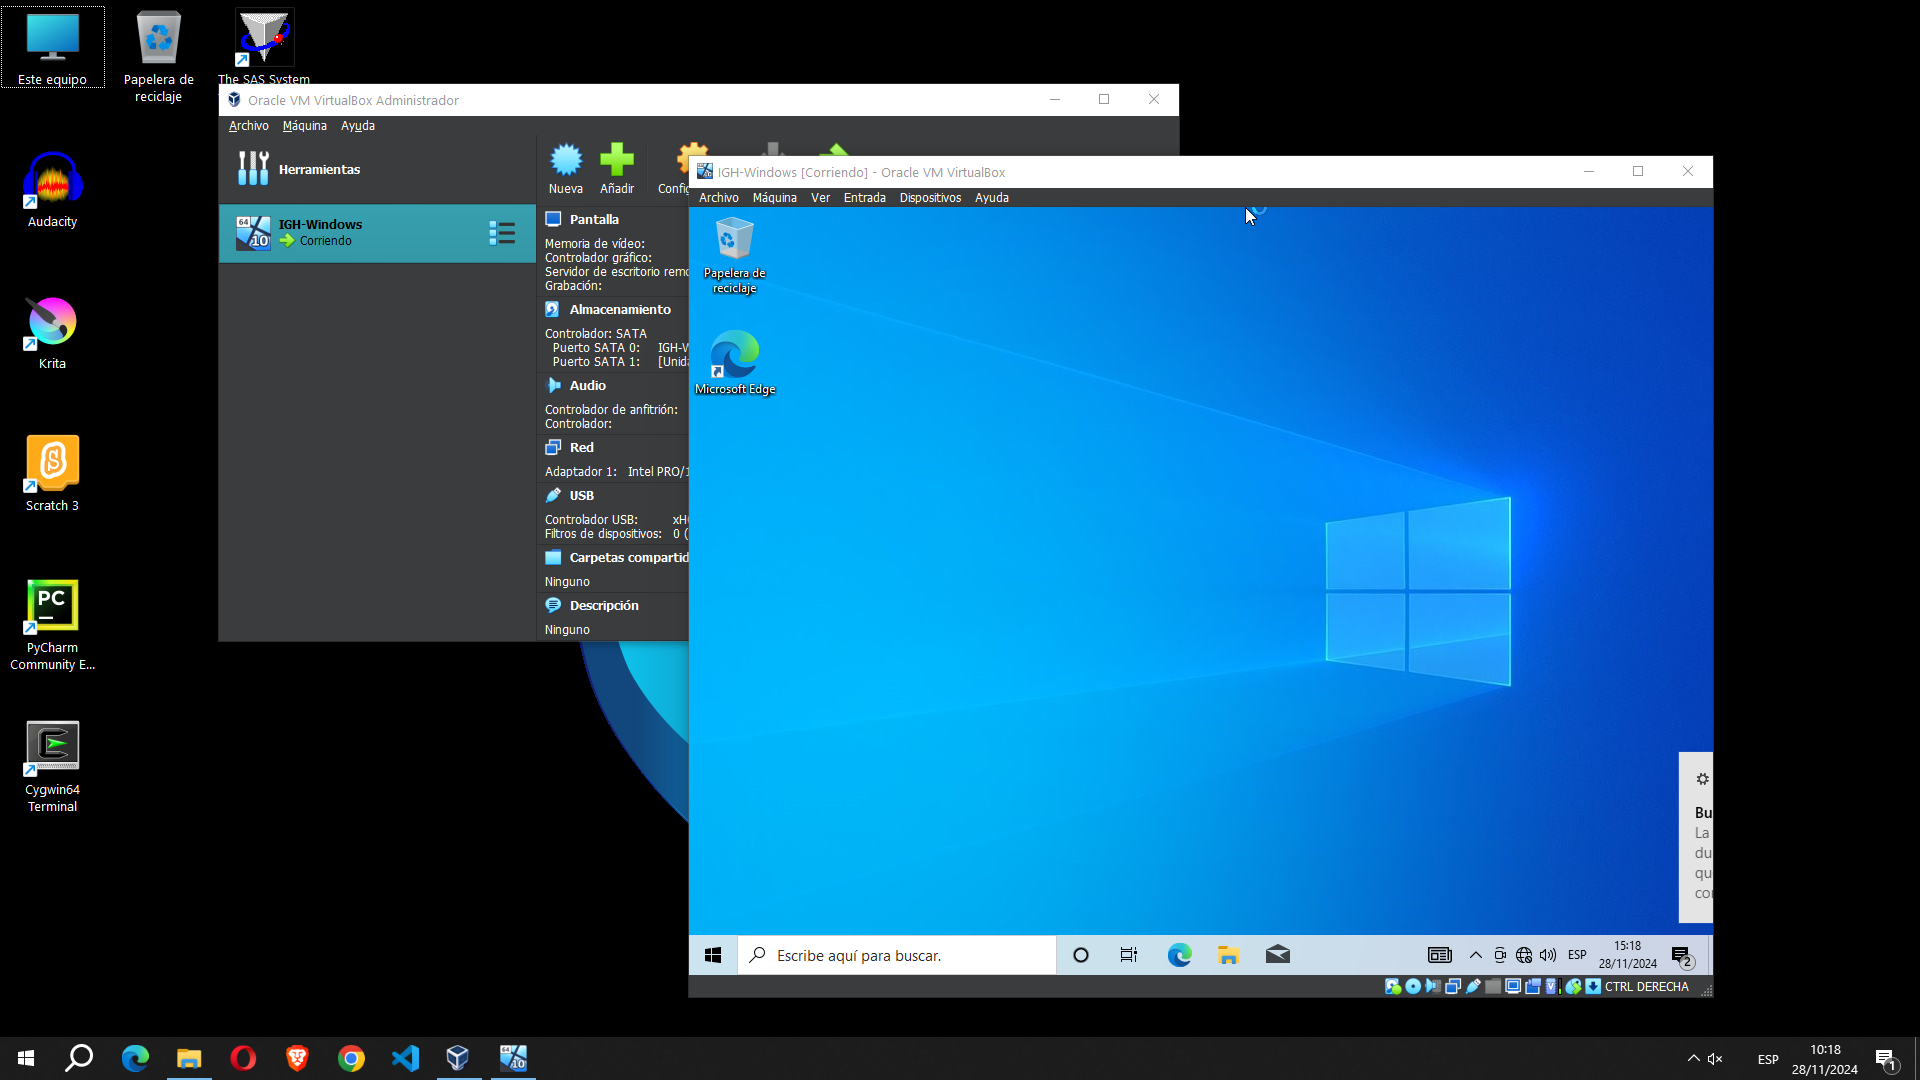 Este equipo
Papelera de
reciclaje
The SAS System
Audacity
Krita
Scratch 3
PyCharm
Community E...
Cygwin64
Terminal
Oracle VM VirtualBox Administrador
Archivo Máquina Ayuda
Herramientas
Nueva Añadir Config
IGH-Windows
Corriendo
Pantalla
Memoria de vídeo:
Controlador gráfico:
Servidor de escritorio remo
Grabación:
Almacenamiento
Controlador: SATA
Puerto SATA 0: IGH-W
Puerto SATA 1: [Unida
Audio
Controlador de anfitrión:
Controlador:
Red
Adaptador 1: Intel PRO/1
USB
Controlador USB: xH
Filtros de dispositivos: 0 (
Carpetas compartid
Ninguno
Descripción
Ninguno
IGH-Windows [Corriendo] - Oracle VM VirtualBox
Archivo Máquina Ver Entrada Dispositivos Ayuda
Papelera de
reciclaje
Microsoft Edge
Bu
La
du
qu
co
Escribe aquí para buscar.
ESP
15:18
28/11/2024
2
CTRL DERECHA
ESP
10:18
28/11/2024
1